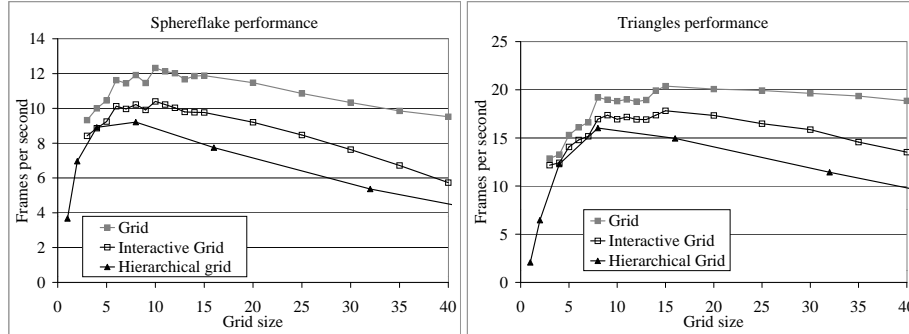 Sphereflake performance
Frames per second
14
12
10
8
6
4
2
0
Grid
Interactive Grid
Hierarchical grid
0 5 10 15 20 25 30 35 40
Grid size
Triangles performance
Frames per second
25
20
15
10
5
0
Grid
Interactive Grid
Hierarchical Grid
0 5 10 15 20 25 30 35 40
Grid size